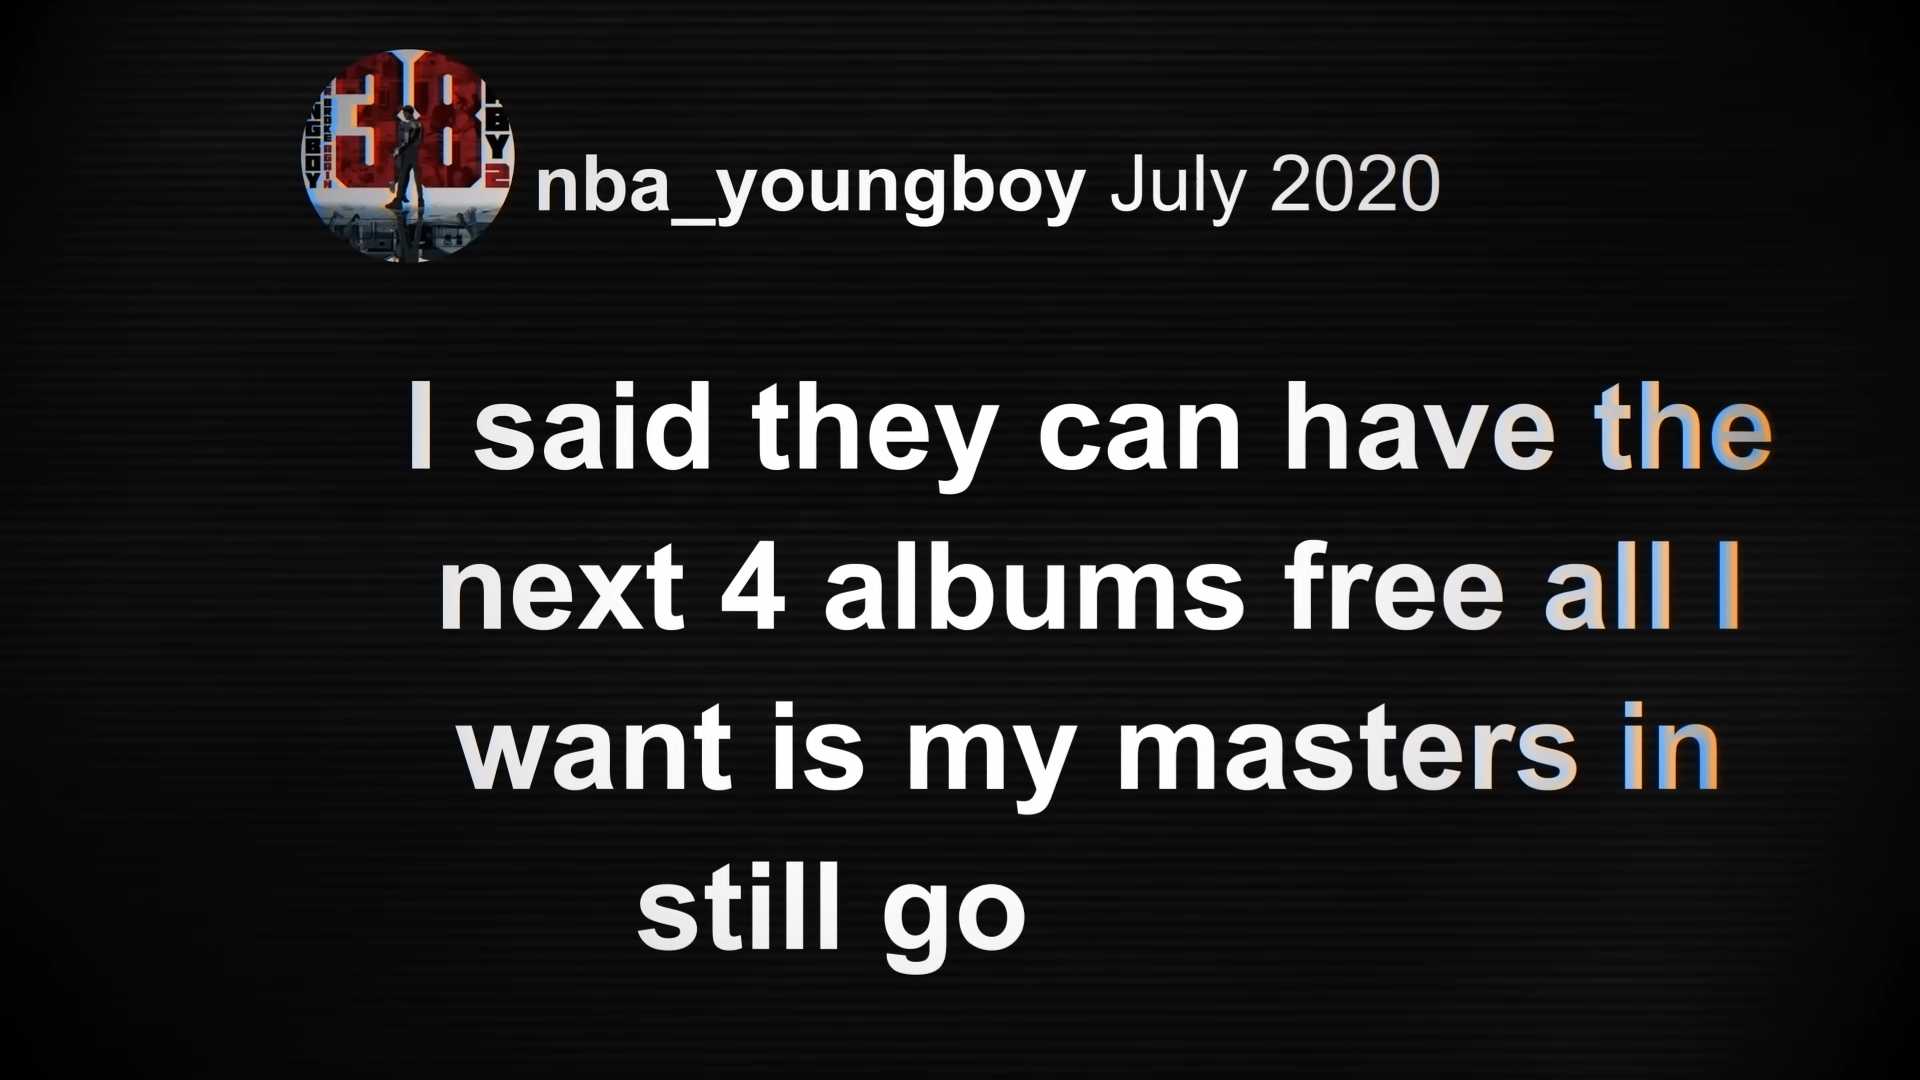 38
nba_youngboy July 2020
I said they can have the
next 4 albums free all I
want is my masters in
still go